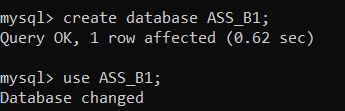 mysql> create database ASS_B1;
Query OK, 1 row affected (0.62 sec)
mysql> use ASS_B1;
Database changed